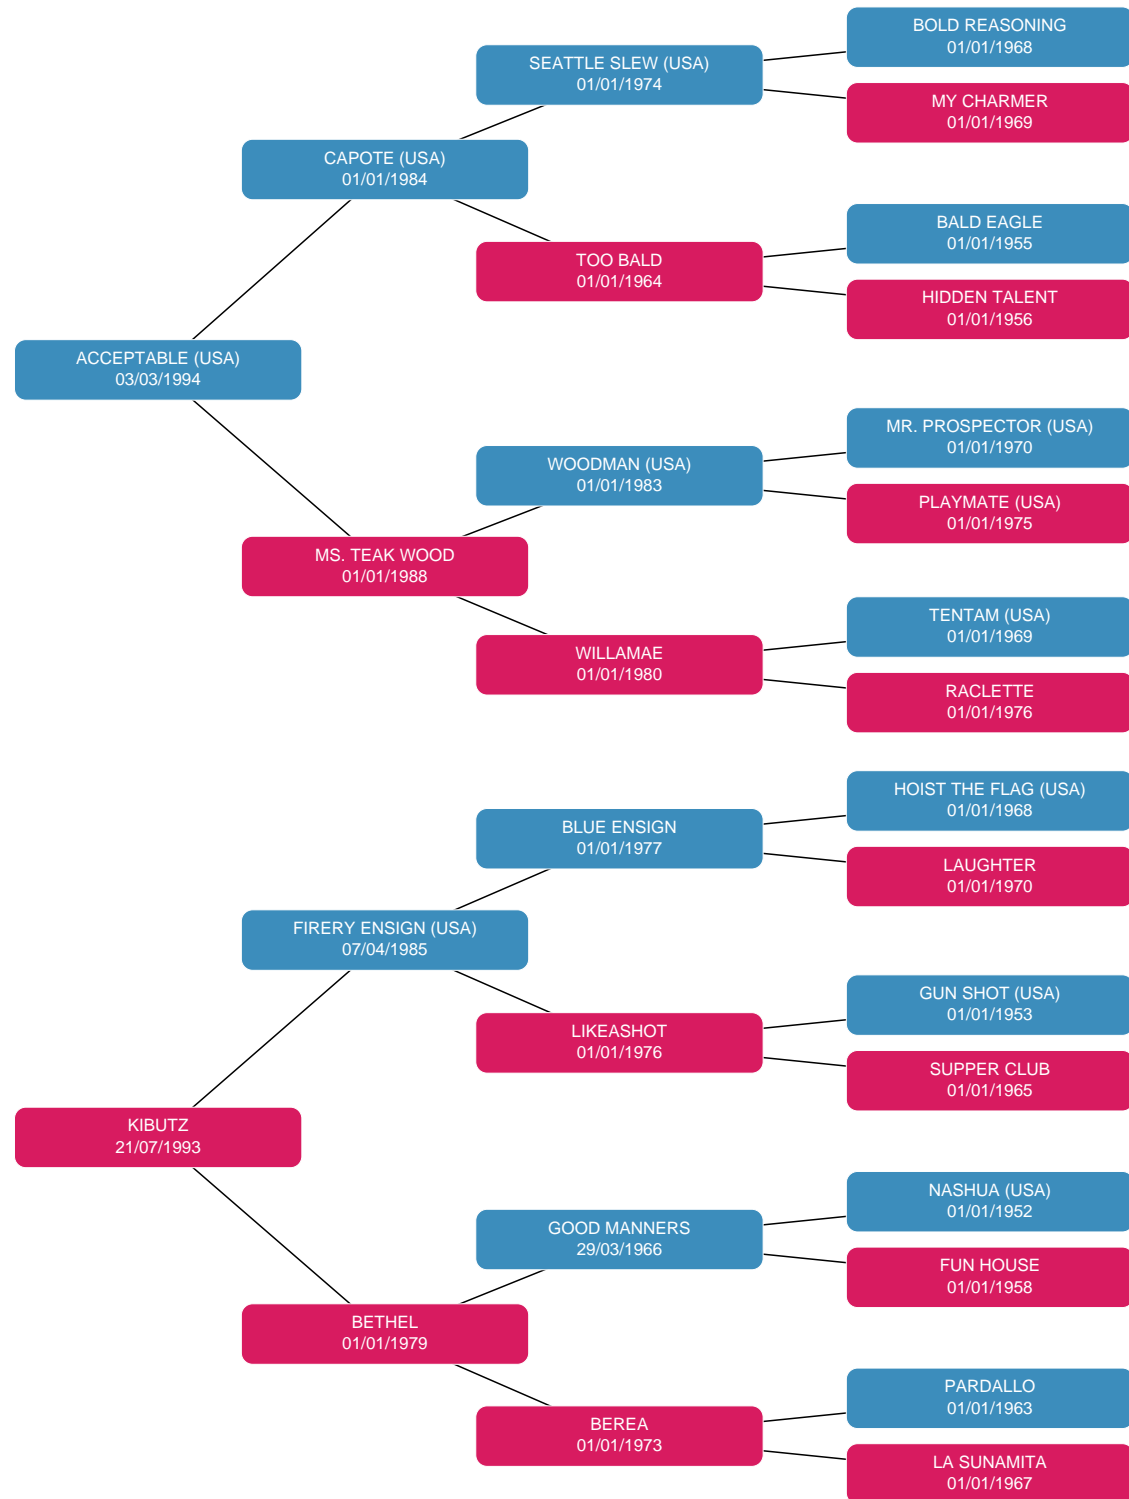 BOLD REASONING
01/01/1968
SEATTLE SLEW (USA)
01/01/1974
MY CHARMER
01/01/1969
CAPOTE (USA)
01/01/1984
BALD EAGLE
01/01/1955
TOO BALD
01/01/1964
HIDDEN TALENT
01/01/1956
ACCEPTABLE (USA)
03/03/1994
MR. PROSPECTOR (USA)
01/01/1970
WOODMAN (USA)
01/01/1983
PLAYMATE (USA)
01/01/1975
MS. TEAK WOOD
01/01/1988
TENTAM (USA)
01/01/1969
WILLAMAE
01/01/1980
RACLETTE
01/01/1976
HOIST THE FLAG (USA)
01/01/1968
BLUE ENSIGN
01/01/1977
LAUGHTER
01/01/1970
FIRERY ENSIGN (USA)
07/04/1985
GUN SHOT (USA)
01/01/1953
LIKEASHOT
01/01/1976
SUPPER CLUB
01/01/1965
KIBUTZ
21/07/1993
NASHUA (USA)
01/01/1952
GOOD MANNERS
29/03/1966
FUN HOUSE
01/01/1958
BETHEL
01/01/1979
PARDALLO
01/01/1963
BEREA
01/01/1973
LA SUNAMITA
01/01/1967